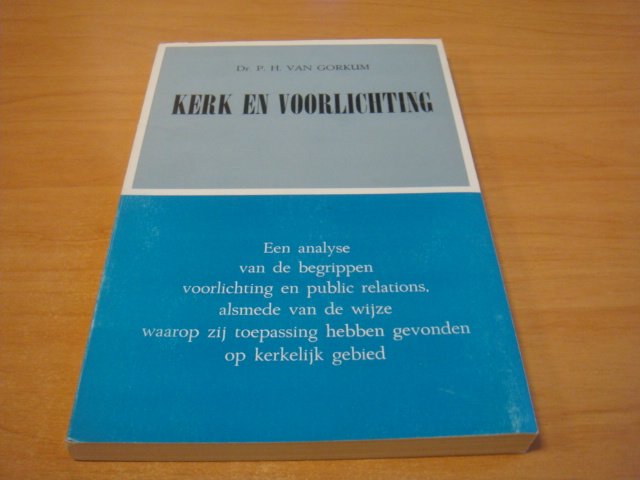 Dr. P. H. VAN GORKUM
KERK EN VOORLICHTING
Een analyse
van de begrippen
voorlichting en public relations,
alsmede van de wijze
waarop zij toepassing hebben gevonden
op kerkelijk gebied